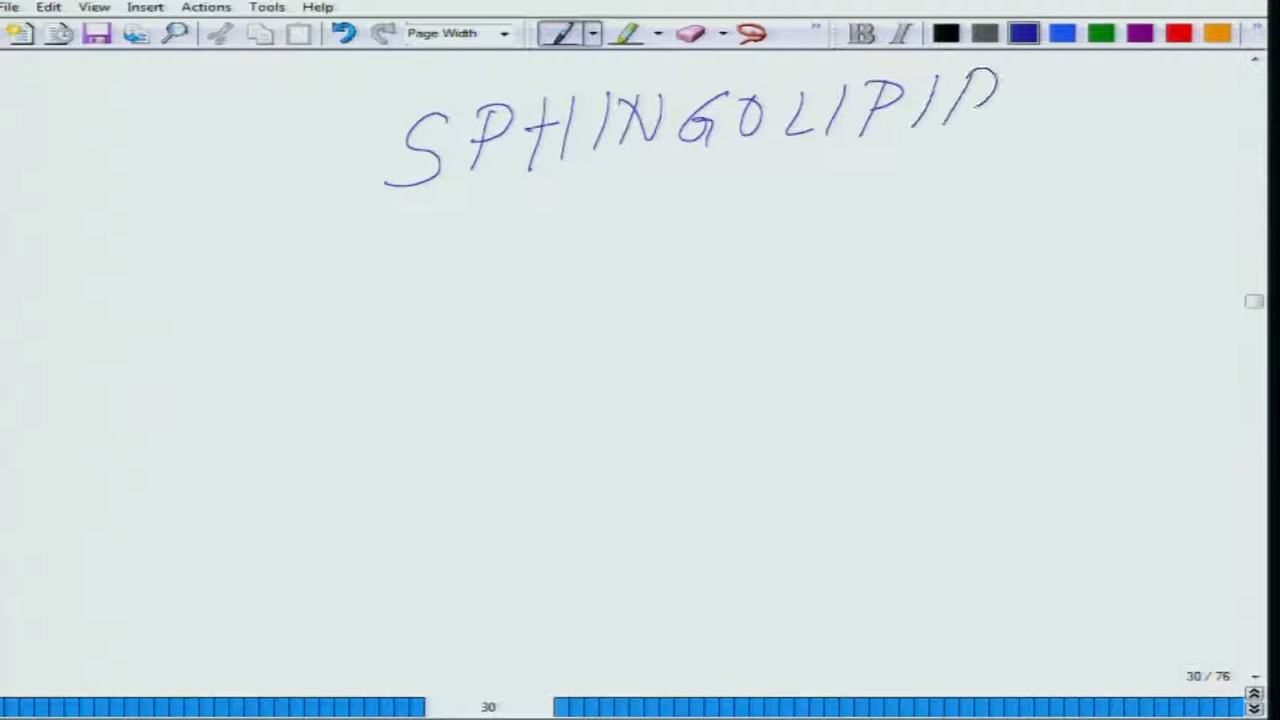 File Edit View Insert Actions Tools Help
Page Width
B I
SPHINGOLIPID
30 / 76
30